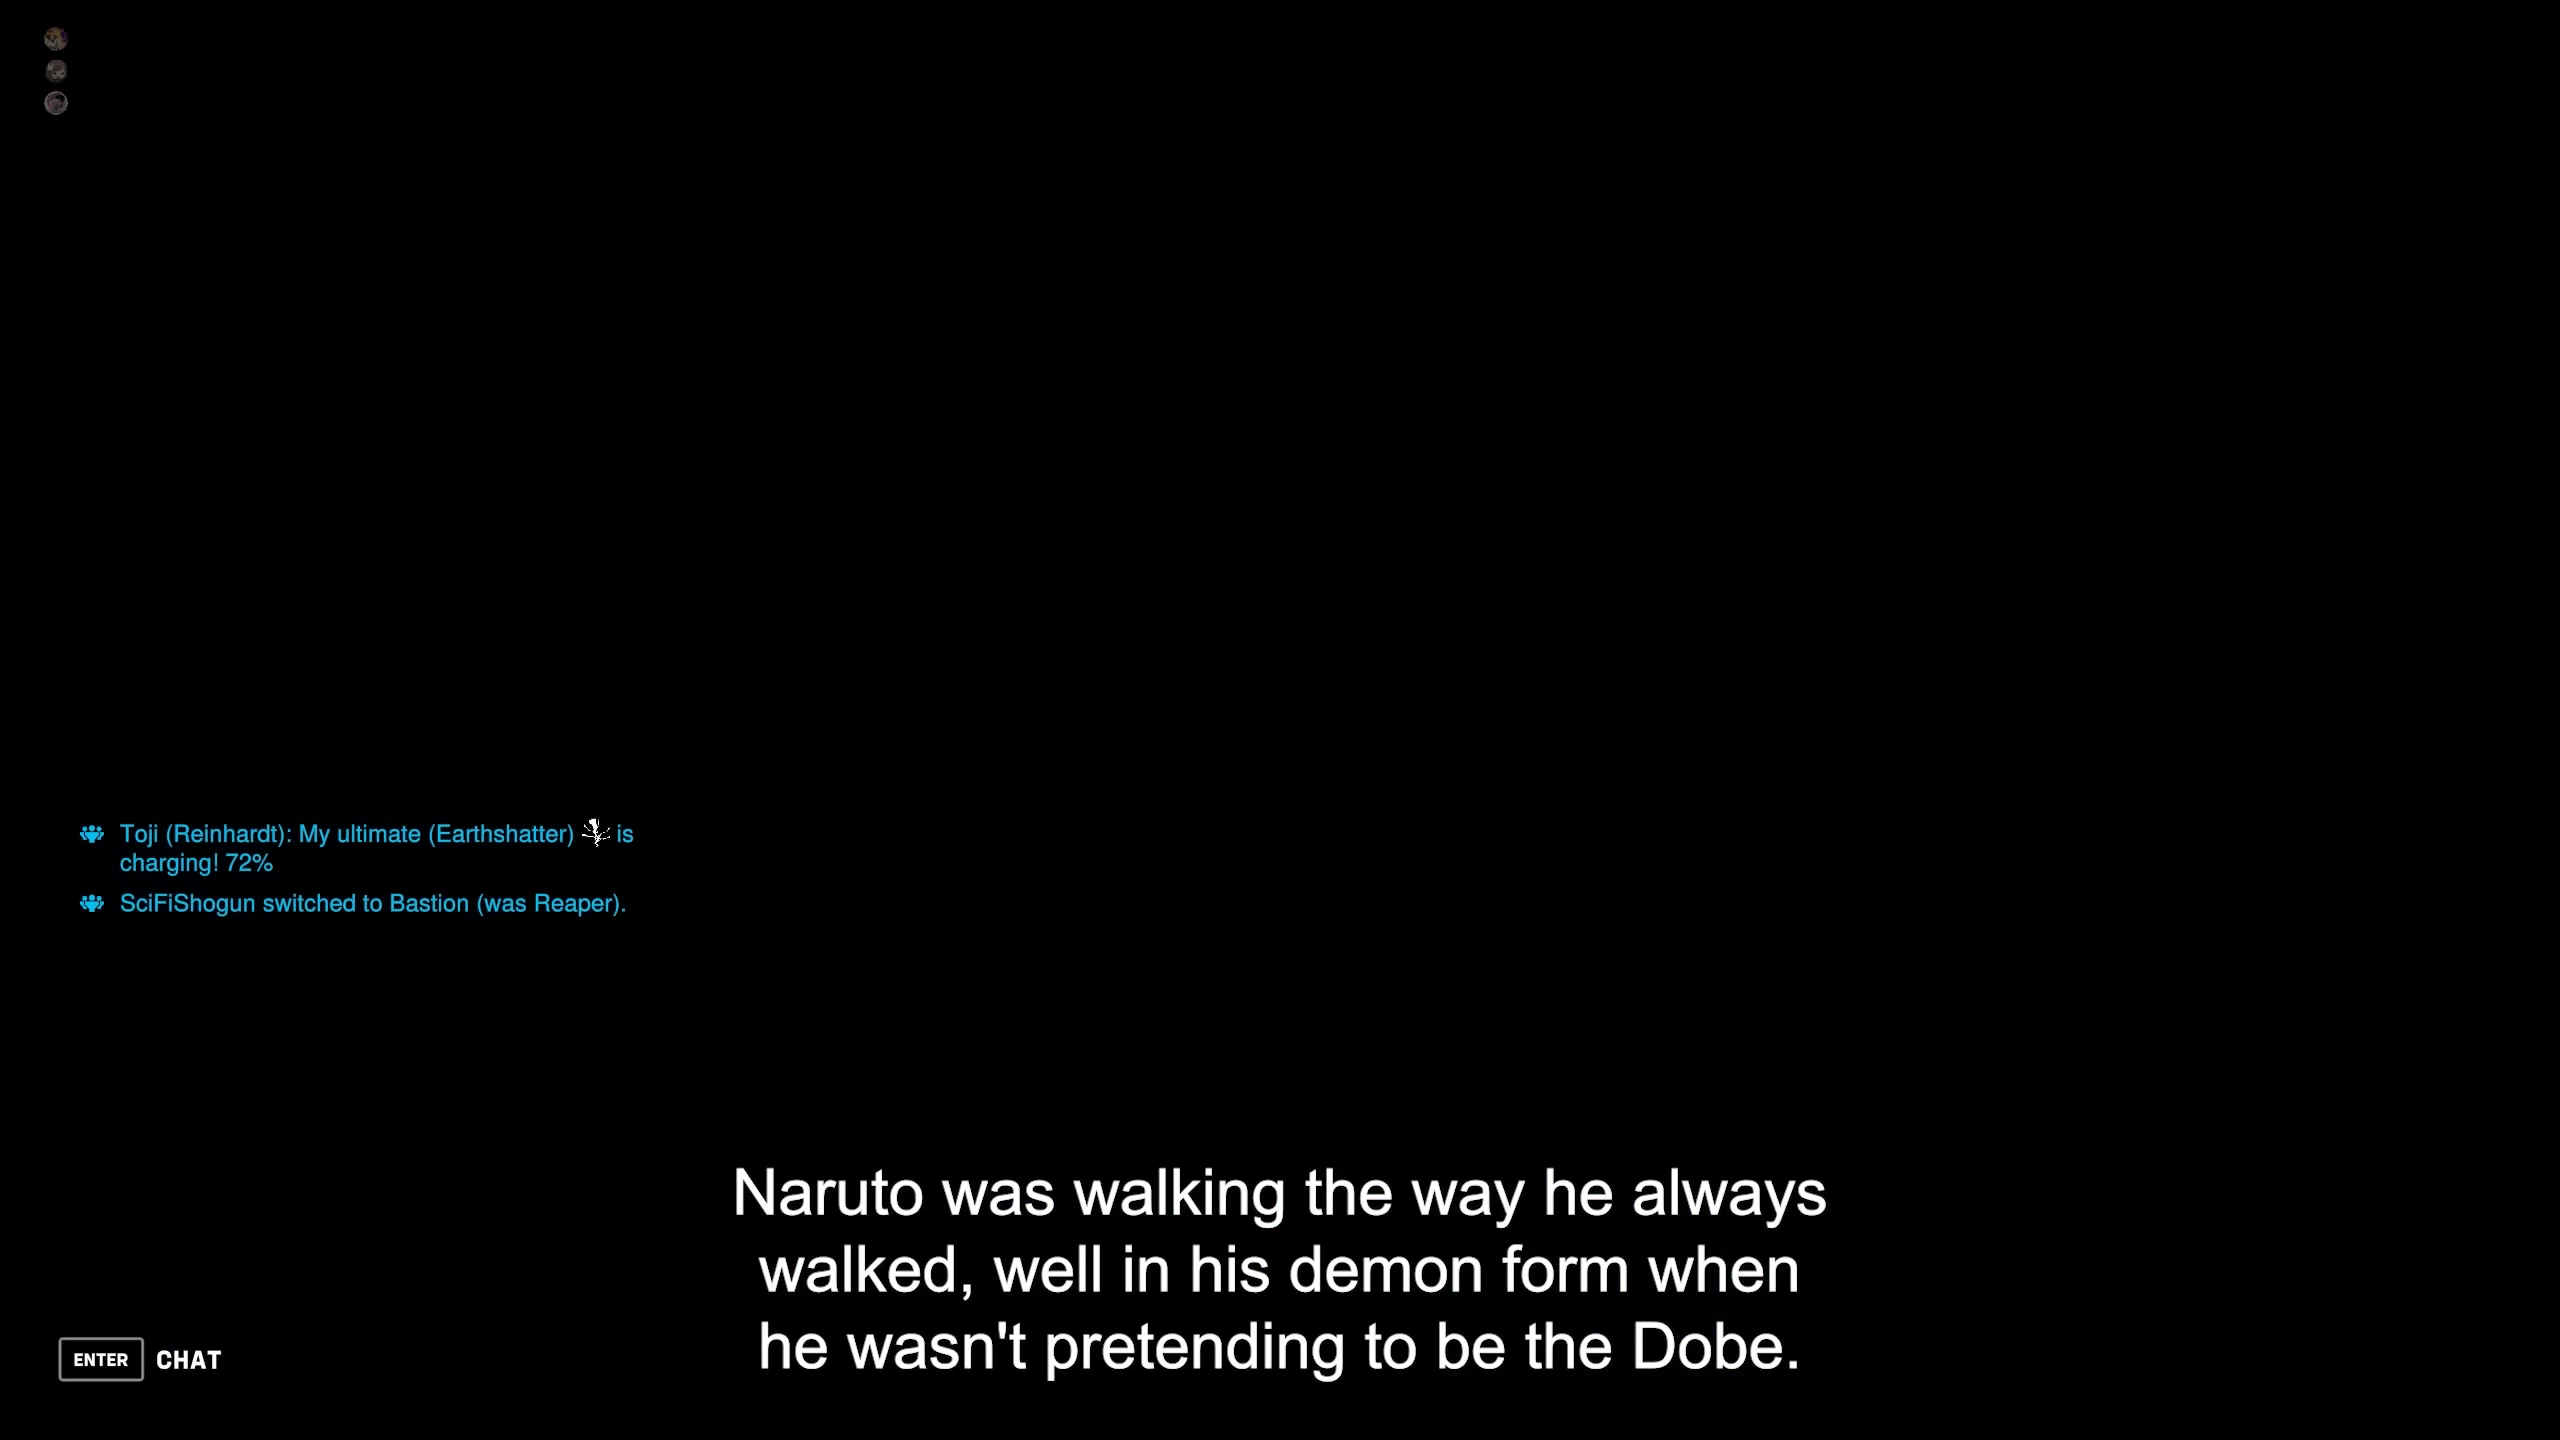 Toji (Reinhardt): My ultimate (Earthshatter) is
charging! 72%
SciFiShogun switched to Bastion (was Reaper).
Naruto was walking the way he always
walked, well in his demon form when
he wasn't pretending to be the Dobe.
ENTER CHAT